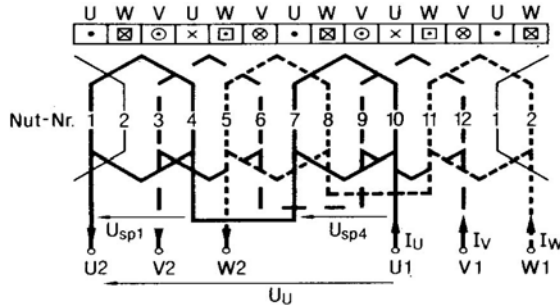 U W V U W V U W V U W V U W
Nut-Nr. 1 2 3 4 5 6 7 8 9 10 11 12 1 2
Usp1 Usp4 IU IV IW
U2 V2 W2 U1 V1 W1
UU